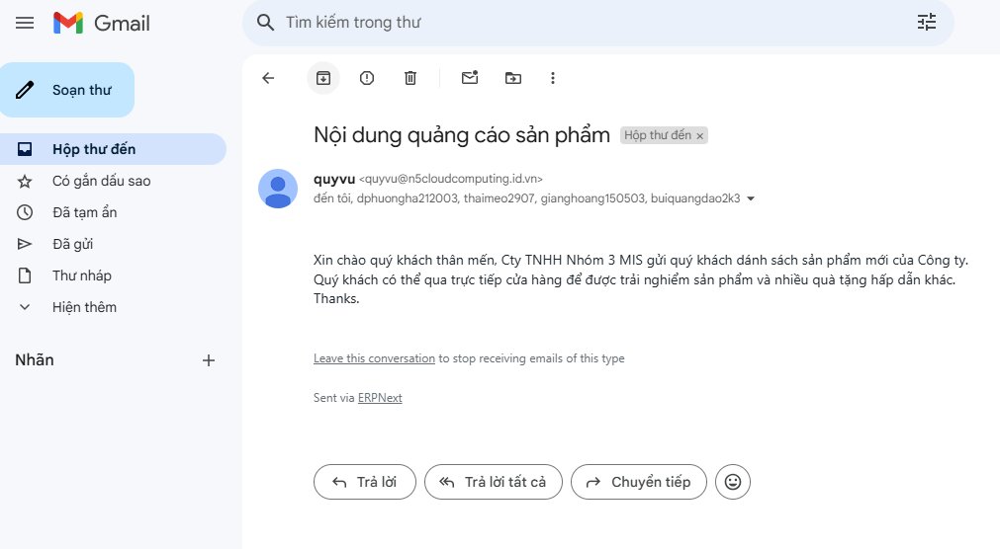 Gmail
Tìm kiếm trong thư
Soạn thư
Hộp thư đến
Có gắn dấu sao
Đã tạm ẩn
Đã gửi
Thư nháp
Hiện thêm
Nhãn
Nội dung quảng cáo sản phẩm Hộp thư đến ×
quyvu <quyvu@n5cloudcomputing.id.vn>
đến tôi, dphuongha212003, thaimeo2907, gianghoang150503, buiquangdao2k3
Xin chào quý khách thân mến, Cty TNHH Nhóm 3 MIS gửi quý khách dánh sách sản phẩm mới của Công ty.
Quý khách có thể qua trực tiếp cửa hàng để được trải nghiểm sản phẩm và nhiều quà tặng hấp dẫn khác.
Thanks.
Leave this conversation to stop receiving emails of this type
Sent via ERPNext
Trả lời
Trả lời tất cả
Chuyển tiếp